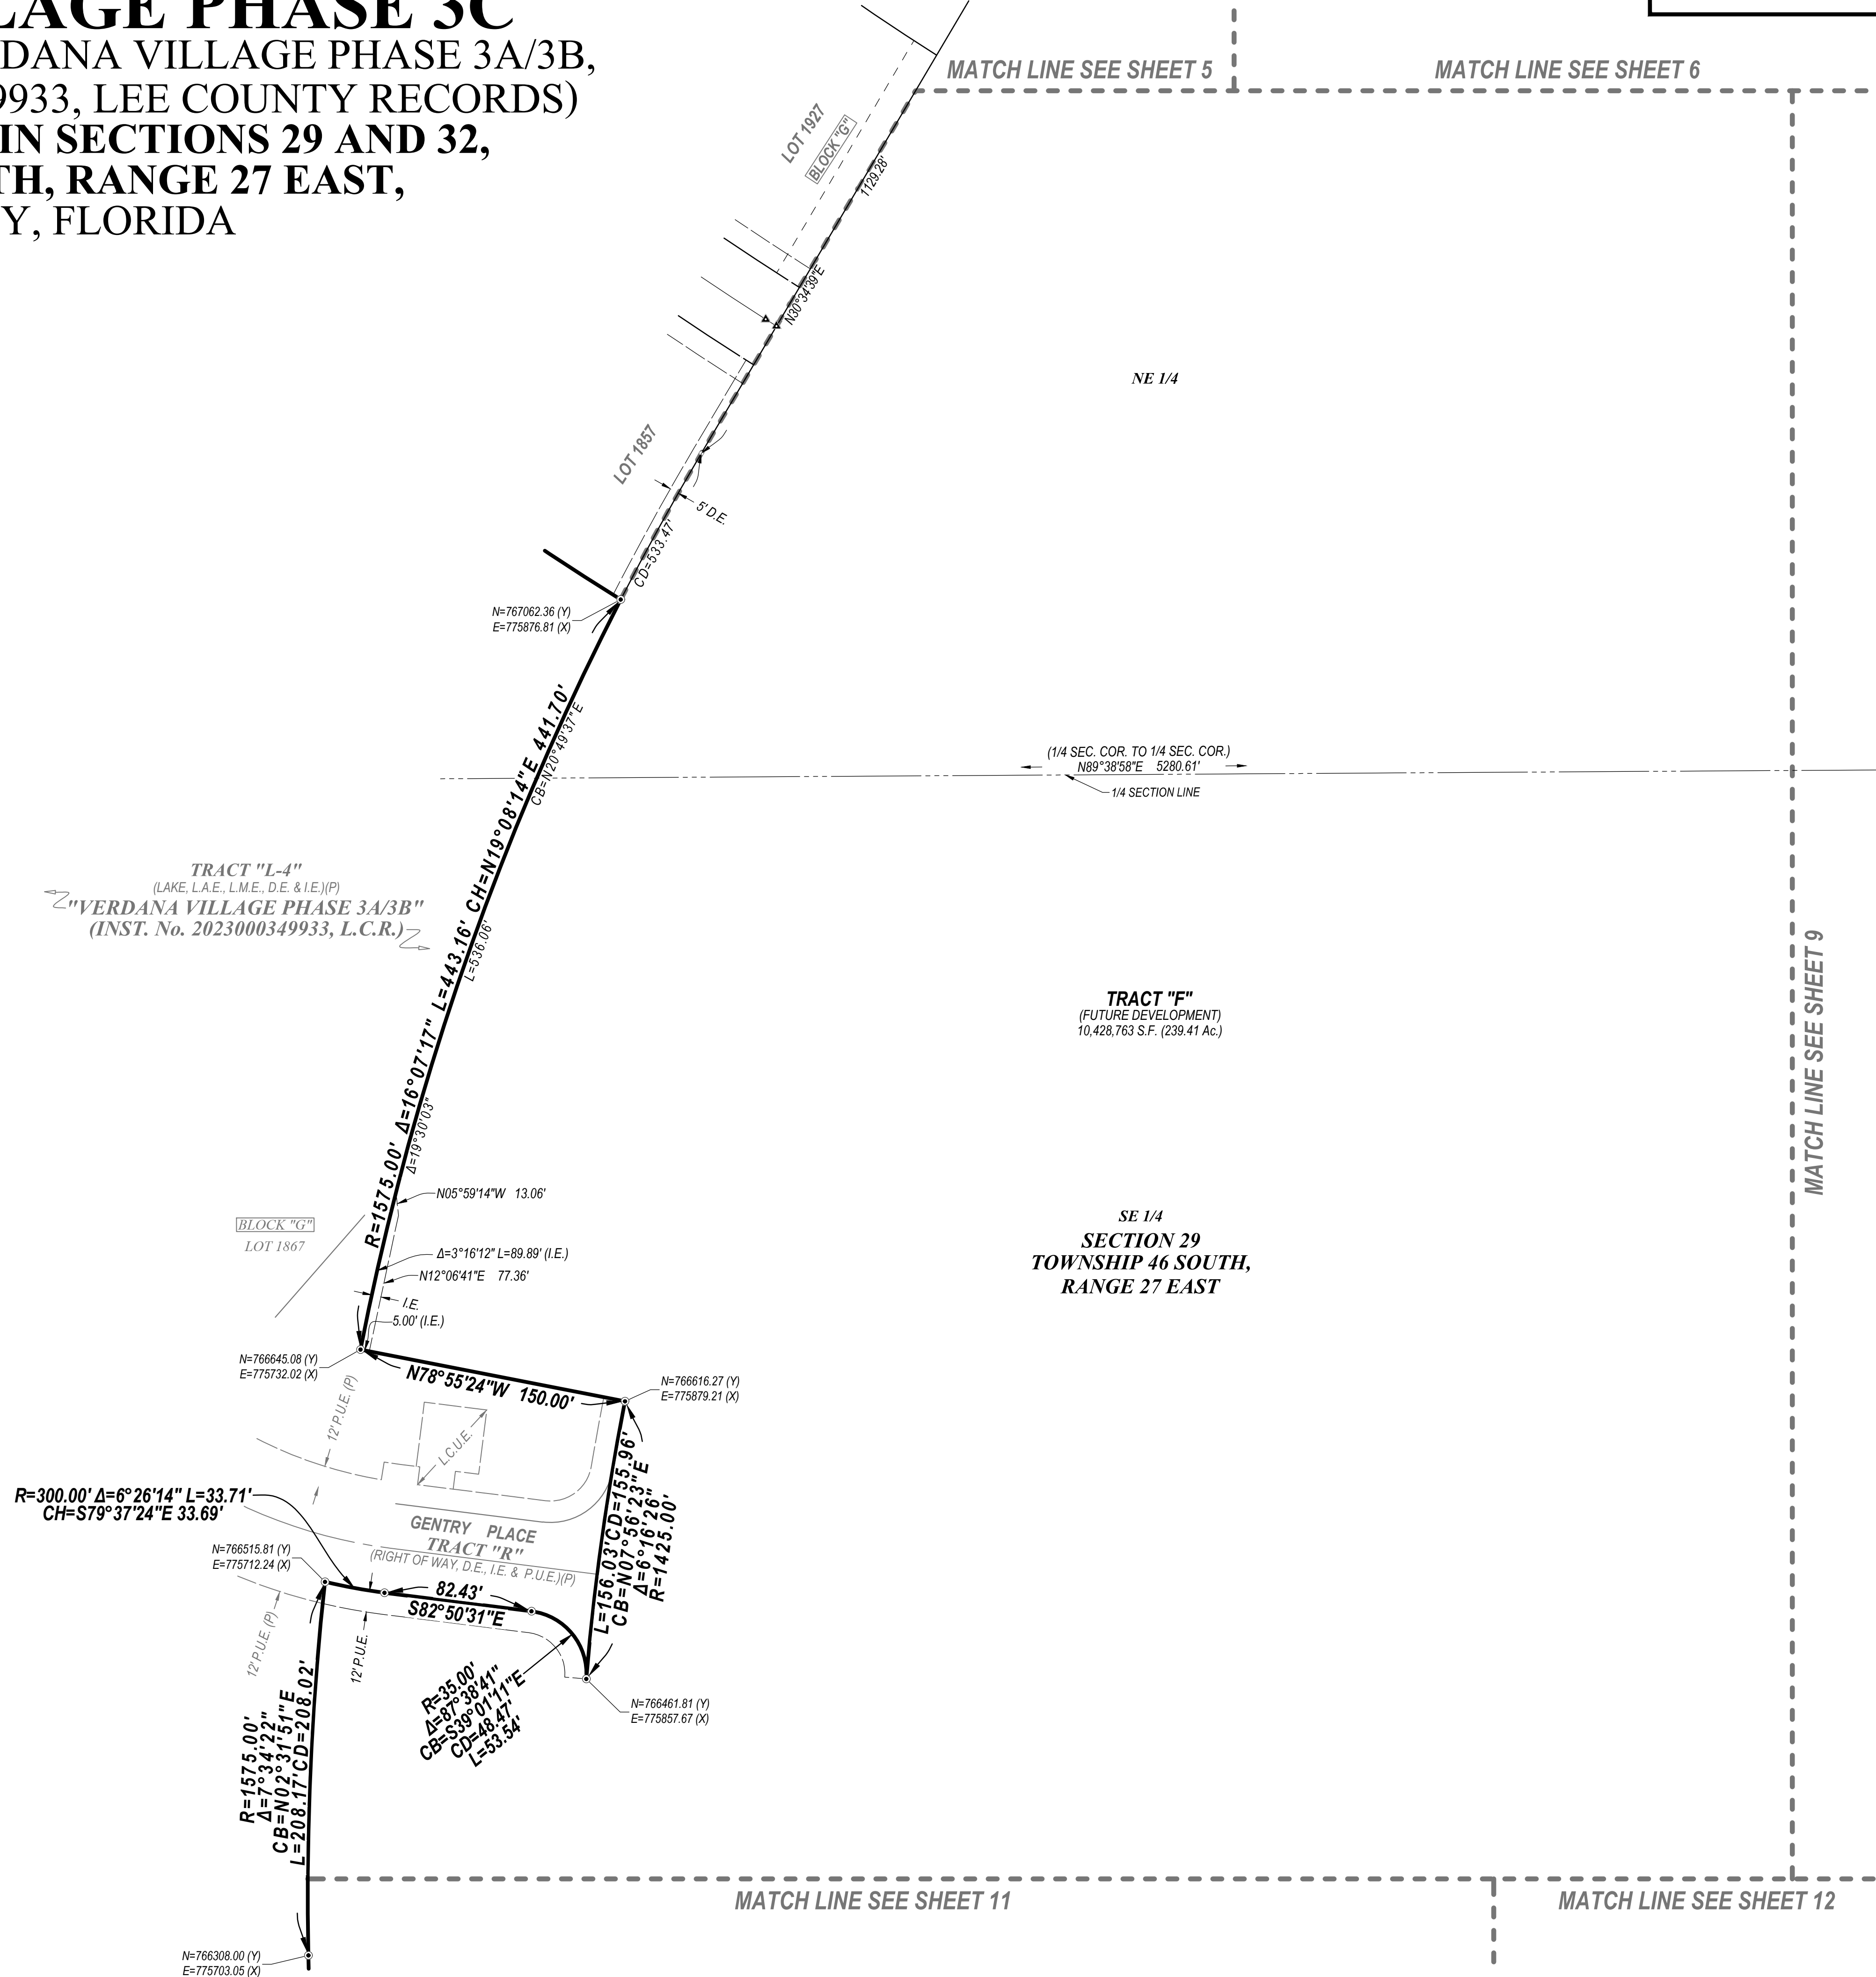 LAGE PHASE 3C
DANA VILLAGE PHASE 3A/3B,
9933, LEE COUNTY RECORDS)
IN SECTIONS 29 AND 32,
TH, RANGE 27 EAST,
Y, FLORIDA
MATCH LINE SEE SHEET 5
MATCH LINE SEE SHEET 6
LOT 1927
BLOCK "G"
1129.28'
N30°34'39"E
NE 1/4
LOT 1857
5' D.E.
CD=533.47'
N=767062.36 (Y)
E=775876.81 (X)
R=1575.00' Δ=16°07'17" L=443.16' CH=N19°08'14"E 441.70'
CB=N20°49'37"E
L=536.06'
Δ=19°30'03"
(1/4 SEC. COR. TO 1/4 SEC. COR.)
N89°38'58"E 5280.61'
1/4 SECTION LINE
TRACT "L-4"
(LAKE, L.A.E., L.M.E., D.E. & I.E.)(P)
"VERDANA VILLAGE PHASE 3A/3B"
(INST. No. 2023000349933, L.C.R.)
TRACT "F"
(FUTURE DEVELOPMENT)
10,428,763 S.F. (239.41 Ac.)
MATCH LINE SEE SHEET 9
N05°59'14"W 13.06'
BLOCK "G"
LOT 1867
Δ=3°16'12" L=89.89' (I.E.)
N12°06'41"E 77.36'
I.E.
5.00' (I.E.)
SE 1/4
SECTION 29
TOWNSHIP 46 SOUTH,
RANGE 27 EAST
N=766645.08 (Y)
E=775732.02 (X)
N78°55'24"W 150.00'
N=766616.27 (Y)
E=775879.21 (X)
12' P.U.E. (P)
L.C.U.E.
L=156.03' CD=155.96'
CB=N07°56'23"E
Δ=6°16'26"
R=1425.00'
R=300.00' Δ=6°26'14" L=33.71'
CH=S79°37'24"E 33.69'
GENTRY PLACE
TRACT "R"
(RIGHT OF WAY, D.E., I.E. & P.U.E.)(P)
N=766515.81 (Y)
E=775712.24 (X)
82.43'
S82°50'31"E
12' P.U.E. (P)
12' P.U.E.
R=35.00'
Δ=87°38'41"
CB=S39°01'11"E
CD=48.47'
L=53.54'
N=766461.81 (Y)
E=775857.67 (X)
R=1575.00'
Δ=7°34'22"
CB=N02°31'51"E
L=208.17' CD=208.02'
MATCH LINE SEE SHEET 11
MATCH LINE SEE SHEET 12
N=766308.00 (Y)
E=775703.05 (X)